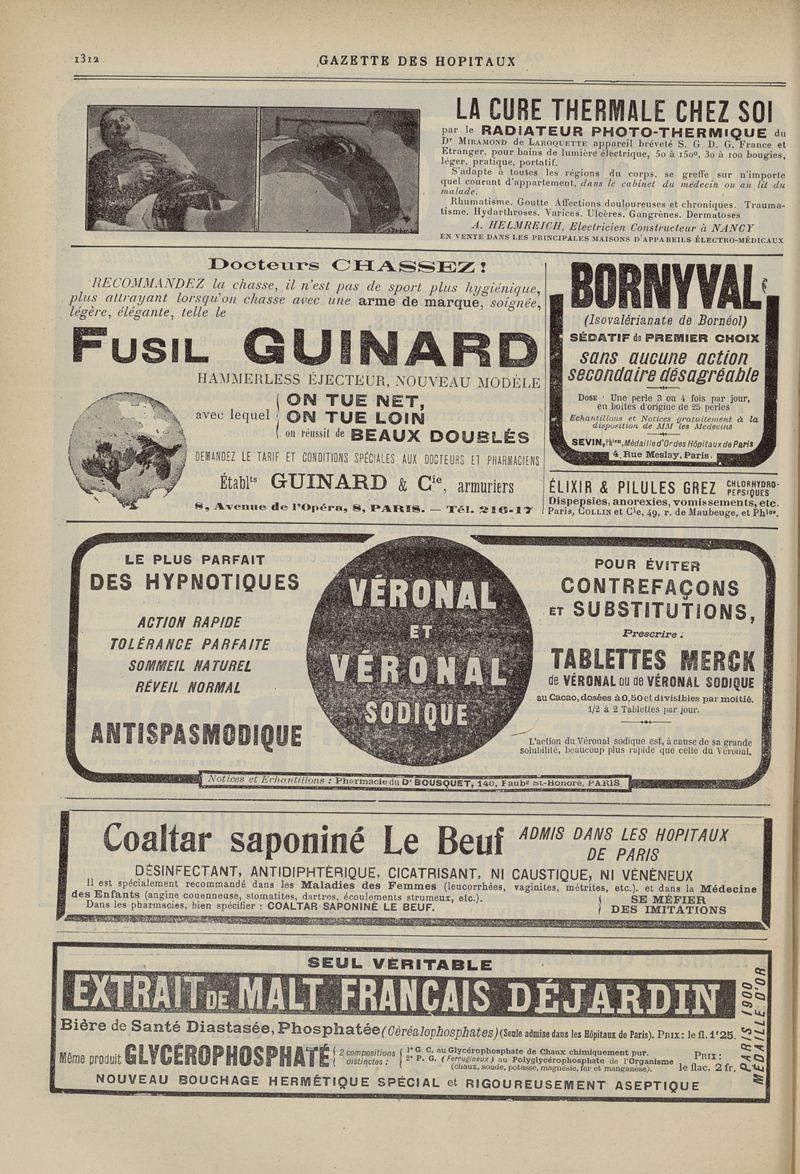 1312
GAZETTE DES HOPITAUX
LA CURE THERMALE CHEZ SOI
par le RADIATEUR PHOTO-THERMIQUE du
Dr MIRAMOND de LAROQUETTE appareil bréveté S. G. D. G. France et
Etranger, pour bains de lumière électrique, 50 à 150°, 30 à 100 bougies,
léger, pratique, portatif.
S'adapte à toutes les régions du corps, se greffe sur n'importe
quel courant d'appartement, dans le cabinet du médecin ou au lit du
malade.
Rhumatisme. Goutte Affections douloureuses et chroniques. Trauma-
tisme. Hydarthroses. Varices. Ulcères. Gangrènes. Dermatoses
A. HELMREICH, Electricien Constructeur à NANCY
EN VENTE DANS LES PRINCIPALES MAISONS D'APPAREILS ÉLECTRO-MÉDICAUX
Docteurs CHASSEZ!
RECOMMANDEZ la chasse, il n'est pas de sport plus hygiénique,
plus attrayant lorsqu'on chasse avec une arme de marque, soignée,
légère, élégante, telle le
FUSIL GUINARD
HAMMERLESS ÉJECTEUR, NOUVEAU MODÈLE
avec lequel
ON TUE NET,
ON TUE LOIN
on réussit de BEAUX DOUBLÉS
DEMANDEZ LE TARIF ET CONDITIONS SPÉCIALES AUX DOCTEURS ET PHARMACIENS
Établts GUINARD & Cie, armuriers
8, Avenue de l'Opéra, 8, PARIS. — Tél. 216-17
BORNYVAL
(Isovalérianate de Bornéol)
SÉDATIF de PREMIER CHOIX
sans aucune action
secondaire désagréable
DOSE : Une perle 3 ou 4 fois par jour,
en boites d'origine de 25 perles
Echantillons et Notices gratuitement à la
disposition de MM les Medecins
SEVIN, Phien, Médaille d'Or des Hôpitaux de Paris
4, Rue Meslay, Paris.
ÉLIXIR & PILULES GREZ CHLORHYDRO-
PEPSIQUES
Dispepsies, anorexies, vomissements, etc.
Paris, COLLIN et Cie, 49, r. de Maubeuge, et Phies.
LE PLUS PARFAIT
DES HYPNOTIQUES
ACTION RAPIDE
TOLÉRANCE PARFAITE
SOMMEIL NATUREL
RÉVEIL NORMAL
ANTISPASMODIQUE
VÉRONAL
ET
VÉRONAL
SODIQUE
POUR ÉVITER
CONTREFAÇONS
ET SUBSTITUTIONS,
Prescrire :
TABLETTES MERCK
de VÉRONAL ou de VÉRONAL SODIQUE
au Cacao, dosées à 0,50 et divisibles par moitié.
1/2 à 2 Tablettes par jour.
L'action du Véronal sodique est, à cause de sa grande
solubilité, beaucoup plus rapide que celle du Véronal.
Notices et Echantillons : Pharmacie du Dr BOUSQUET, 140, Faubg St-Honoré, PARIS
Coaltar saponiné Le Beuf
ADMIS DANS LES HOPITAUX
DE PARIS
DÉSINFECTANT, ANTIDIPHTÉRIQUE, CICATRISANT, NI CAUSTIQUE, NI VÉNÉNEUX
Il est spécialement recommandé dans les Maladies des Femmes (leucorrhées, vaginites, métrites, etc.). et dans la Médecine
des Enfants (angine couenneuse, stomatites, dartres, écoulements strumeux, etc.).
Dans les pharmacies, bien spécifier : COALTAR SAPONINÉ LE BEUF.
SE MÉFIER
DES IMITATIONS
SEUL VÉRITABLE
EXTRAIT DE MALT FRANÇAIS DÉJARDIN
Bière de Santé Diastasée, Phosphatée (Céréalophosphates) (Seule admise dans les Hôpitaux de Paris). PRIX : le fl. 1f25.
Même produit GLYCÉROPHOSPHATÉ
2 compositions
distinctes :
1° G. C. au Glycérophosphate de Chaux chimiquement pur.
2° P. G. (Ferrugineux) au Polyglycérophosphate de l'Organisme
(chaux, soude, potasse, magnésie, fer et manganèse).
PRIX :
le flac. 2 fr.
NOUVEAU BOUCHAGE HERMÉTIQUE SPÉCIAL et RIGOUREUSEMENT ASEPTIQUE
PARIS 1900
MÉDAILLE D'OR